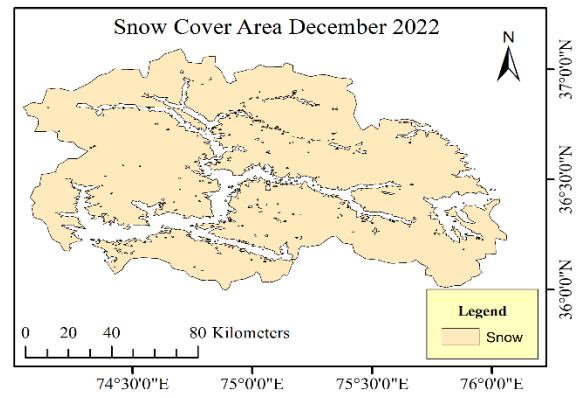 Snow Cover Area December 2022
N
37°0'0"N
36°30'0"N
36°0'0"N
Legend
Snow
0 20 40 80 Kilometers
74°30'0"E 75°0'0"E 75°30'0"E 76°0'0"E